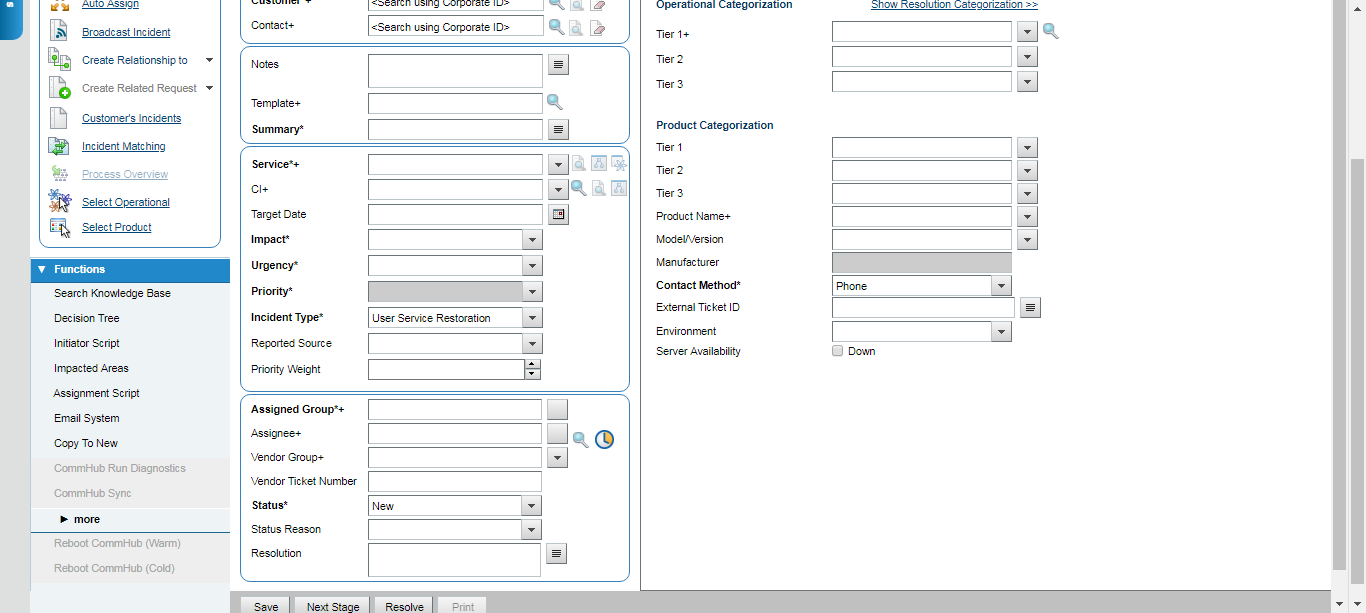 Auto Assign
Broadcast Incident
Create Relationship to
Create Related Request
Customer's Incidents
Incident Matching
Process Overview
Select Operational
Select Product
Functions
Search Knowledge Base
Decision Tree
Initiator Script
Impacted Areas
Assignment Script
Email System
Copy To New
CommHub Run Diagnostics
CommHub Sync
more
Reboot CommHub (Warm)
Reboot CommHub (Cold)
Customer*+ <Search using Corporate ID>
Contact+ <Search using Corporate ID>
Notes
Template+
Summary*
Service*+
CI+
Target Date
Impact*
Urgency*
Priority*
Incident Type* User Service Restoration
Reported Source
Priority Weight
Assigned Group*+
Assignee+
Vendor Group+
Vendor Ticket Number
Status* New
Status Reason
Resolution
Operational Categorization Show Resolution Categorization >>
Tier 1+
Tier 2
Tier 3
Product Categorization
Tier 1
Tier 2
Tier 3
Product Name+
Model/Version
Manufacturer
Contact Method* Phone
External Ticket ID
Environment
Server Availability Down
Save Next Stage Resolve Print